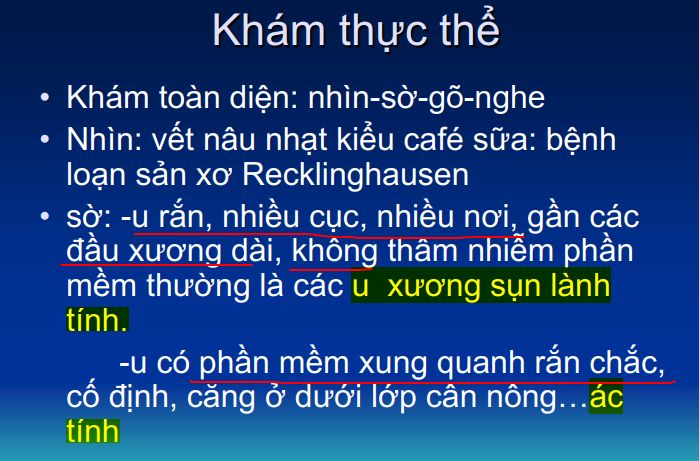 Khám thực thể
• Khám toàn diện: nhìn-sờ-gõ-nghe
• Nhìn: vết nâu nhạt kiểu café sữa: bệnh
loạn sản xơ Recklinghausen
• sờ: -u rắn, nhiều cục, nhiều nơi, gần các
đầu xương dài, không thâm nhiễm phần
mềm thường là các u xương sụn lành
tính.
-u có phần mềm xung quanh rắn chắc,
cố định, căng ở dưới lớp cân nông…ác
tính